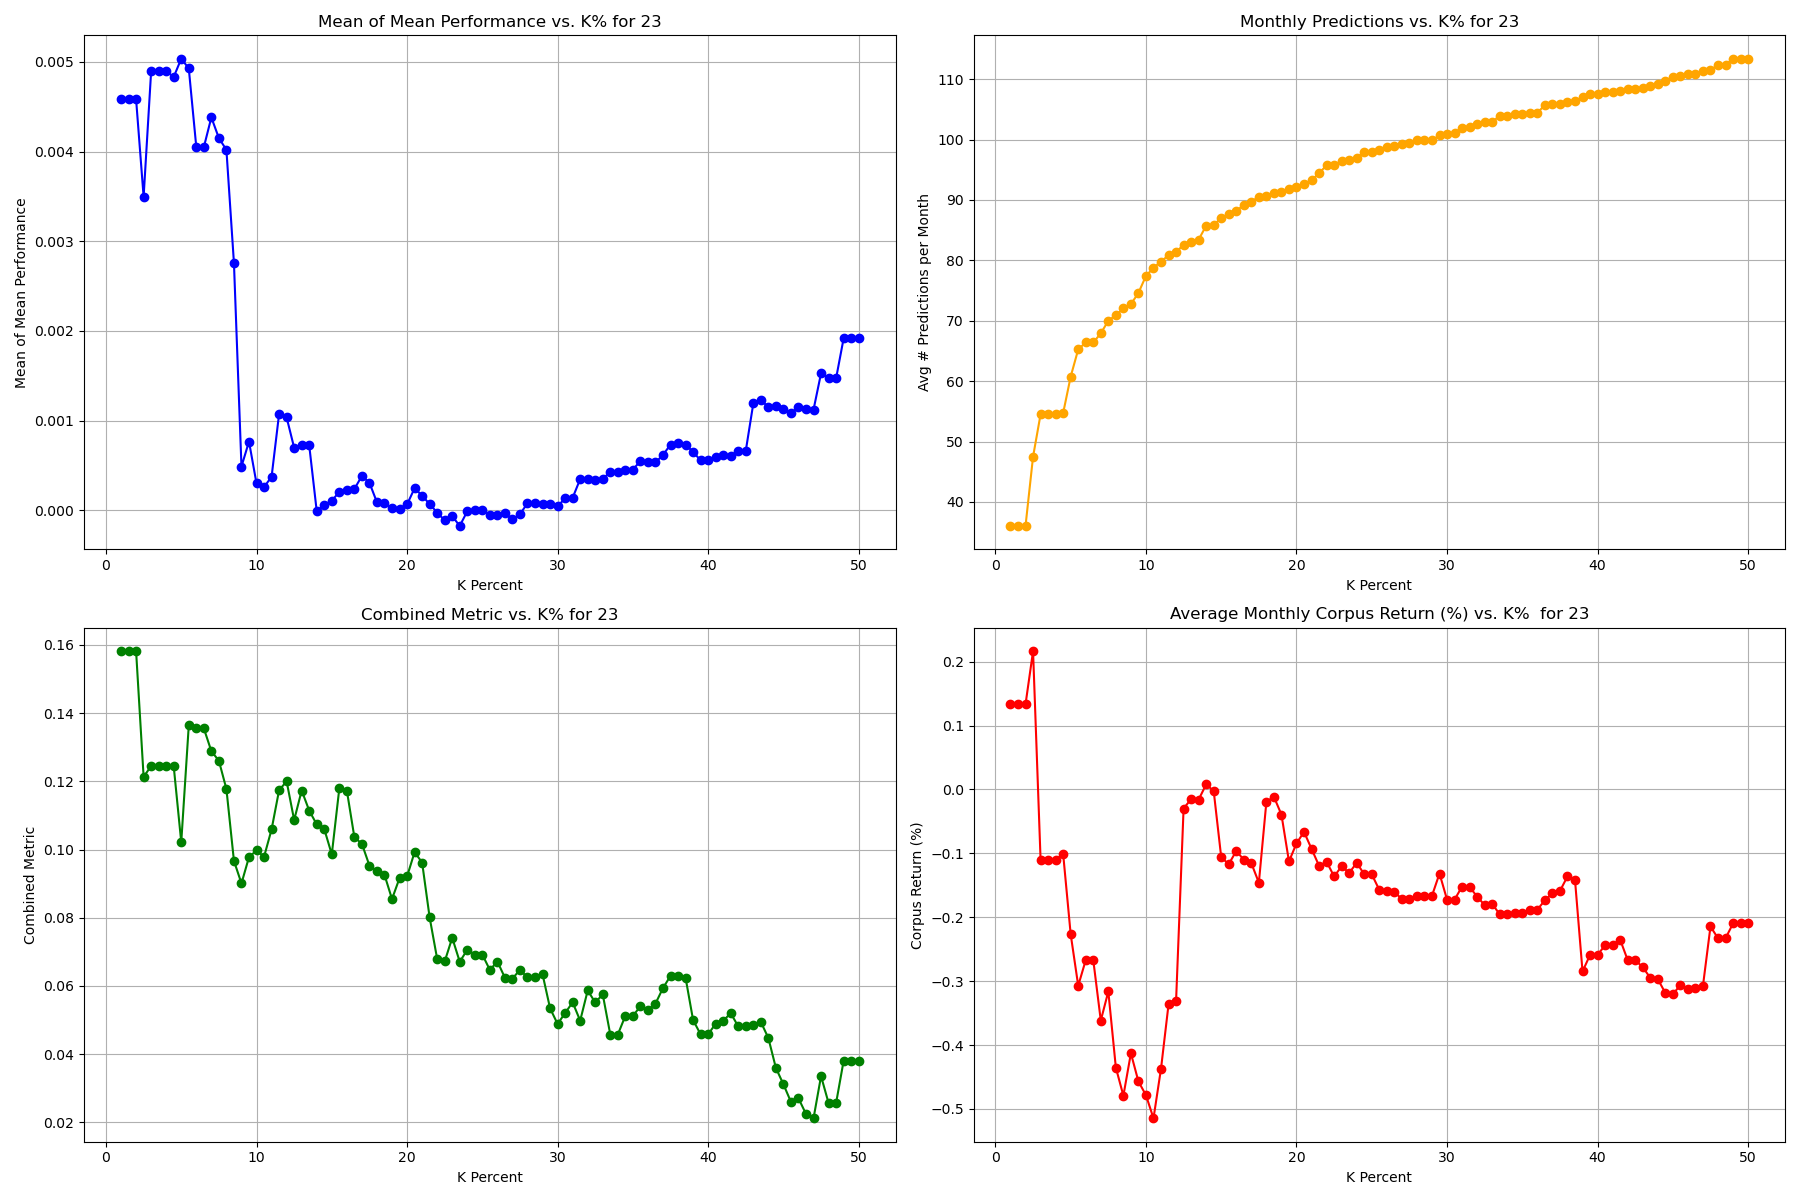 Mean of Mean Performance vs. K% for 23
Mean of Mean Performance
0.005
0.004
0.003
0.002
0.001
0.000
0 10 20 30 40 50
K Percent
Monthly Predictions vs. K% for 23
Avg # Predictions per Month
110
100
90
80
70
60
50
40
0 10 20 30 40 50
K Percent
Combined Metric vs. K% for 23
Combined Metric
0.16
0.14
0.12
0.10
0.08
0.06
0.04
0.02
0 10 20 30 40 50
K Percent
Average Monthly Corpus Return (%) vs. K%  for 23
Corpus Return (%)
0.2
0.1
0.0
−0.1
−0.2
−0.3
−0.4
−0.5
0 10 20 30 40 50
K Percent